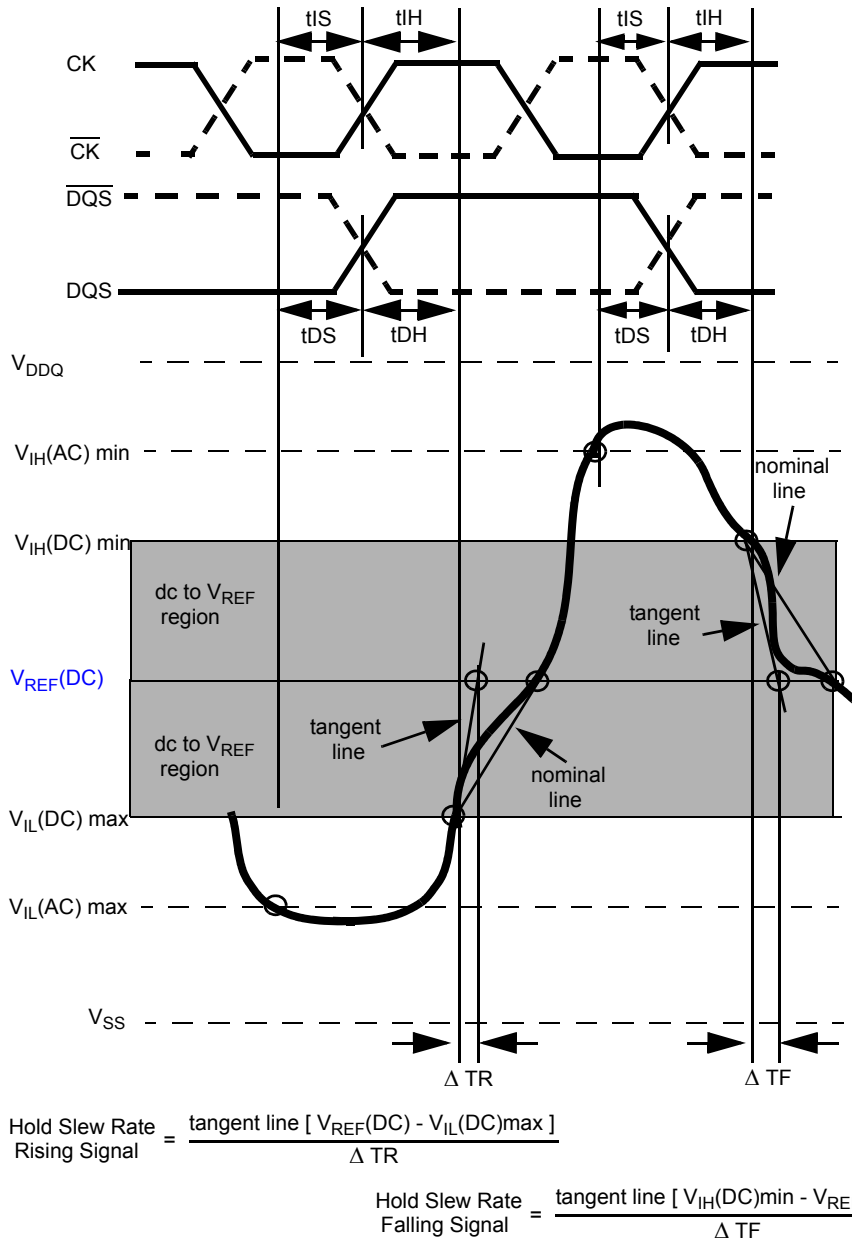 tIS tIH tIS tIH
CK
CK
DQS
DQS
tDS tDH tDS tDH
VDDQ
VIH(AC) min
nominal
line
VIH(DC) min
dc to VREF
region
tangent
line
VREF(DC)
tangent
line
dc to VREF
region
nominal
line
VIL(DC) max
VIL(AC) max
VSS
Δ TR Δ TF
Hold Slew Rate
Rising Signal = tangent line [ VREF(DC) - VIL(DC)max ]
Δ TR
Hold Slew Rate
Falling Signal = tangent line [ VIH(DC)min - VRE
Δ TF